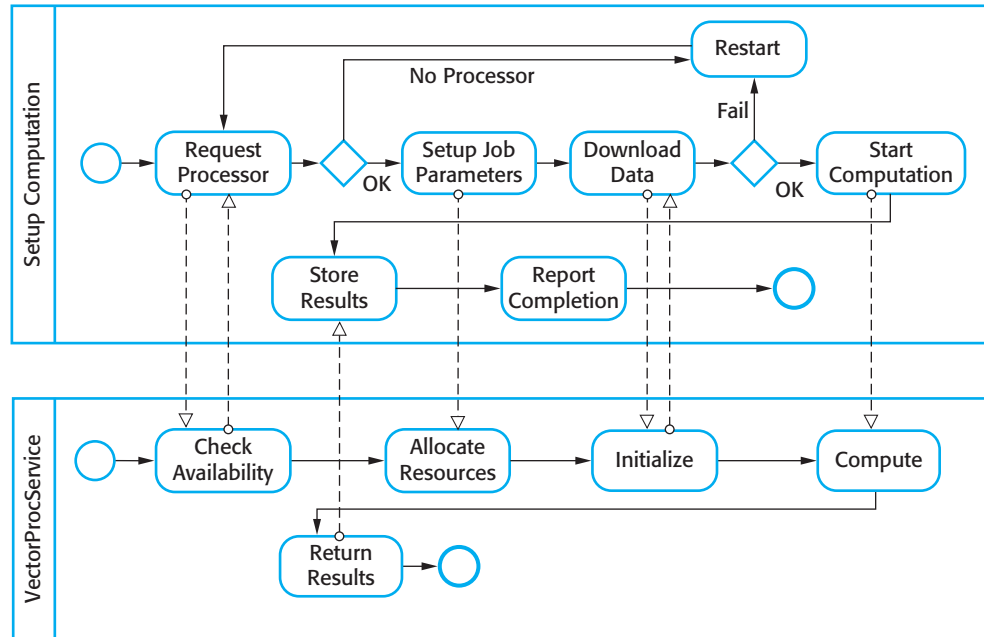 Setup Computation
Restart
No Processor
Fail
Request
Processor
OK
Setup Job
Parameters
Download
Data
OK
Start
Computation
Store
Results
Report
Completion
VectorProcService
Check
Availability
Allocate
Resources
Initialize
Compute
Return
Results